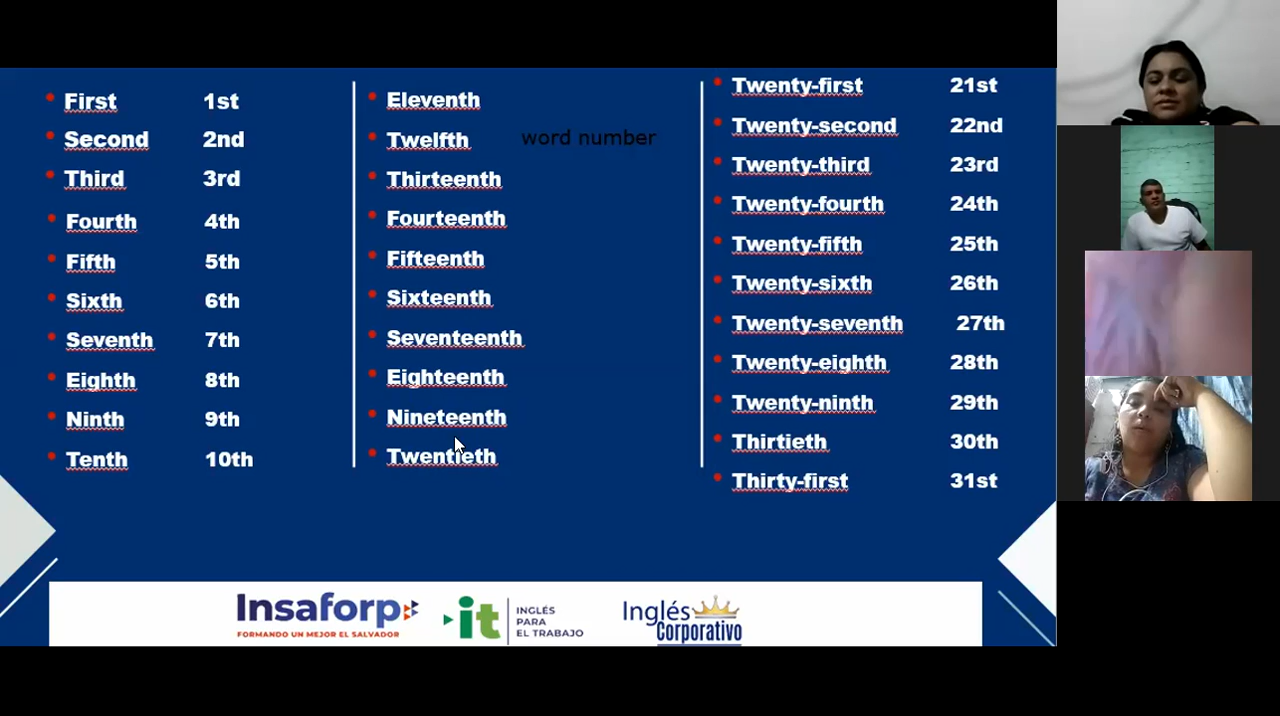 First 1st
Second 2nd
Third 3rd
Fourth 4th
Fifth 5th
Sixth 6th
Seventh 7th
Eighth 8th
Ninth 9th
Tenth 10th
Eleventh
Twelfth word number
Thirteenth
Fourteenth
Fifteenth
Sixteenth
Seventeenth
Eighteenth
Nineteenth
Twentieth
Twenty-first 21st
Twenty-second 22nd
Twenty-third 23rd
Twenty-fourth 24th
Twenty-fifth 25th
Twenty-sixth 26th
Twenty-seventh 27th
Twenty-eighth 28th
Twenty-ninth 29th
Thirtieth 30th
Thirty-first 31st
Insaforp
FORMANDO UN MEJOR EL SALVADOR
it
INGLÉS
PARA
EL TRABAJO
Inglés
Corporativo